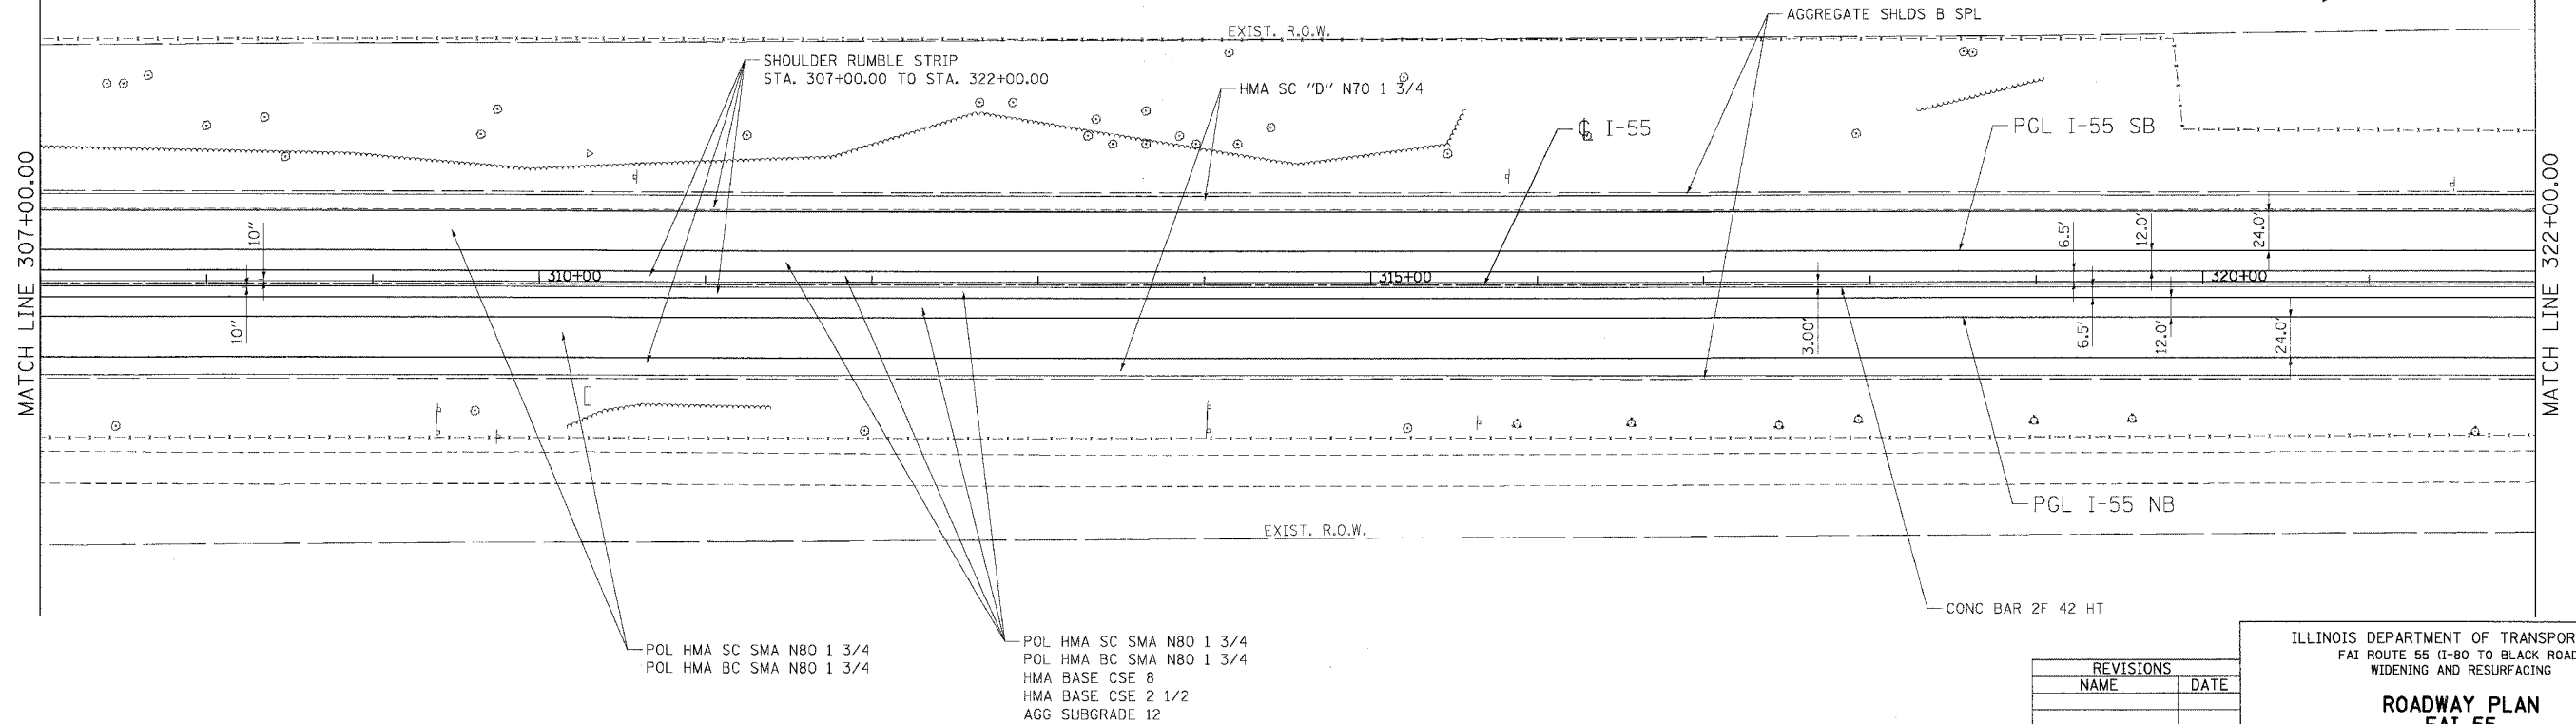 AGGREGATE SHLDS B SPL
EXIST. R.O.W.
SHOULDER RUMBLE STRIP
STA. 307+00.00 TO STA. 322+00.00
HMA SC "D" N70 1 3/4
℄ I-55
PGL I-55 SB
MATCH LINE 307+00.00
MATCH LINE 322+00.00
10"
6.5'
12.0'
24.0'
310+00
315+00
320+00
10"
3.00'
6.5'
12.0'
24.0'
PGL I-55 NB
EXIST. R.O.W.
CONC BAR 2F 42 HT
POL HMA SC SMA N80 1 3/4
POL HMA BC SMA N80 1 3/4
POL HMA SC SMA N80 1 3/4
POL HMA BC SMA N80 1 3/4
HMA BASE CSE 8
HMA BASE CSE 2 1/2
AGG SUBGRADE 12
REVISIONS
NAME DATE
ILLINOIS DEPARTMENT OF TRANSPOR
FAI ROUTE 55 (I-80 TO BLACK ROAD
WIDENING AND RESURFACING
ROADWAY PLAN
FAI 55